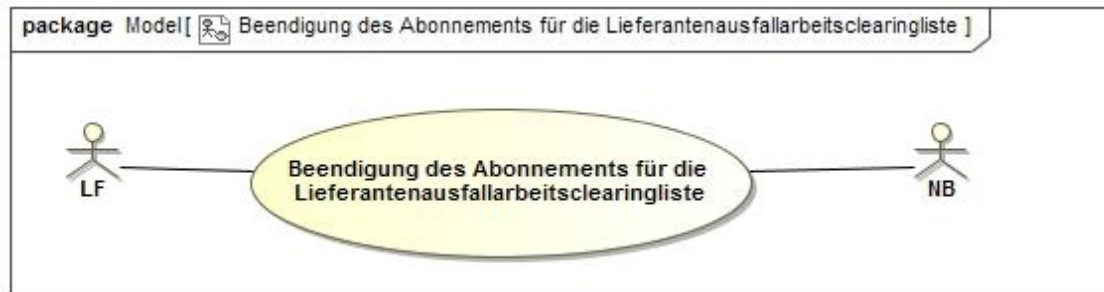 package Model[ Beendigung des Abonnements für die Lieferantenausfallarbeitsclearingliste ]
Beendigung des Abonnements für die
Lieferantenausfallarbeitsclearingliste
LF
NB